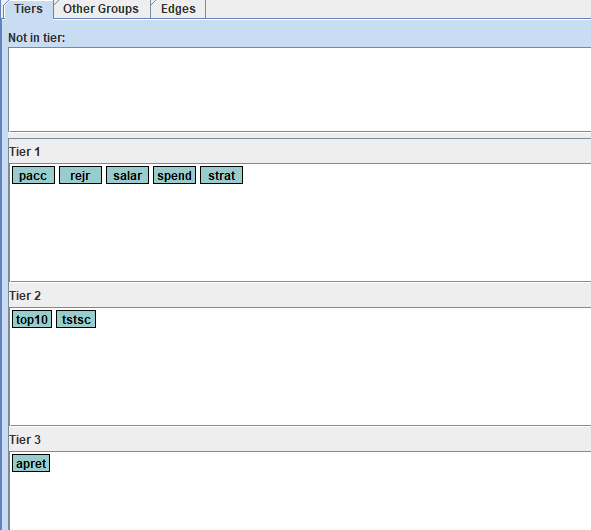 Tiers Other Groups Edges
Not in tier:
Tier 1
pacc rejr salar spend strat
Tier 2
top10 tstsc
Tier 3
apret